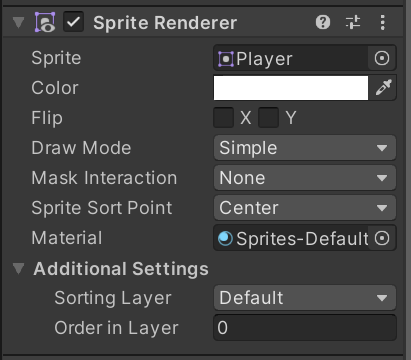 Sprite Renderer
Sprite Player
Color
Flip X Y
Draw Mode Simple
Mask Interaction None
Sprite Sort Point Center
Material Sprites-Default
Additional Settings
Sorting Layer Default
Order in Layer 0